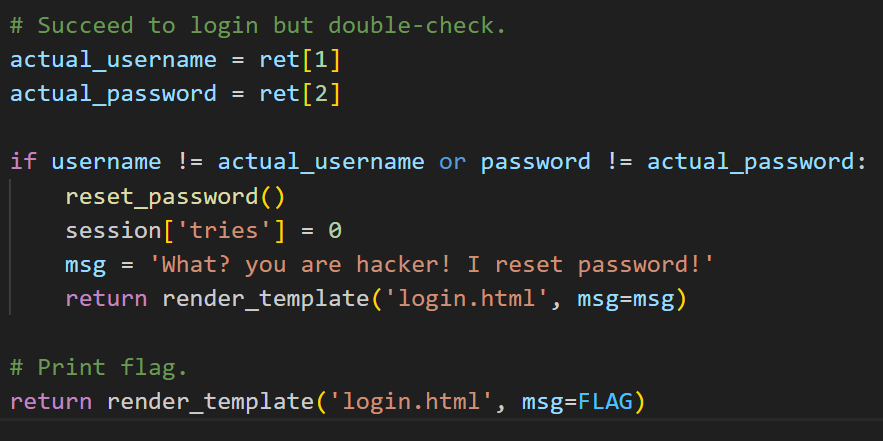 # Succeed to login but double-check.
actual_username = ret[1]
actual_password = ret[2]
if username != actual_username or password != actual_password:
reset_password()
session['tries'] = 0
msg = 'What? you are hacker! I reset password!'
return render_template('login.html', msg=msg)
# Print flag.
return render_template('login.html', msg=FLAG)